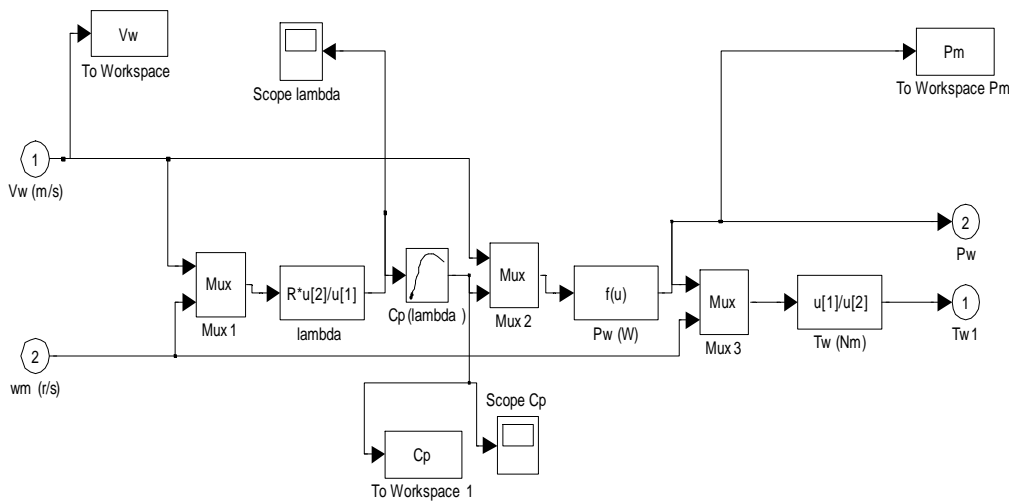 Vw
To Workspace
Scope lambda
Pm
To Workspace Pm
1
Vw (m/s)
Mux
Mux 1
R*u[2]/u[1]
lambda
Cp (lambda )
Mux
Mux 2
f(u)
Pw (W)
Mux
Mux 3
u[1]/u[2]
Tw (Nm)
2
Pw
1
Tw 1
2
wm (r/s)
Cp
To Workspace 1
Scope Cp